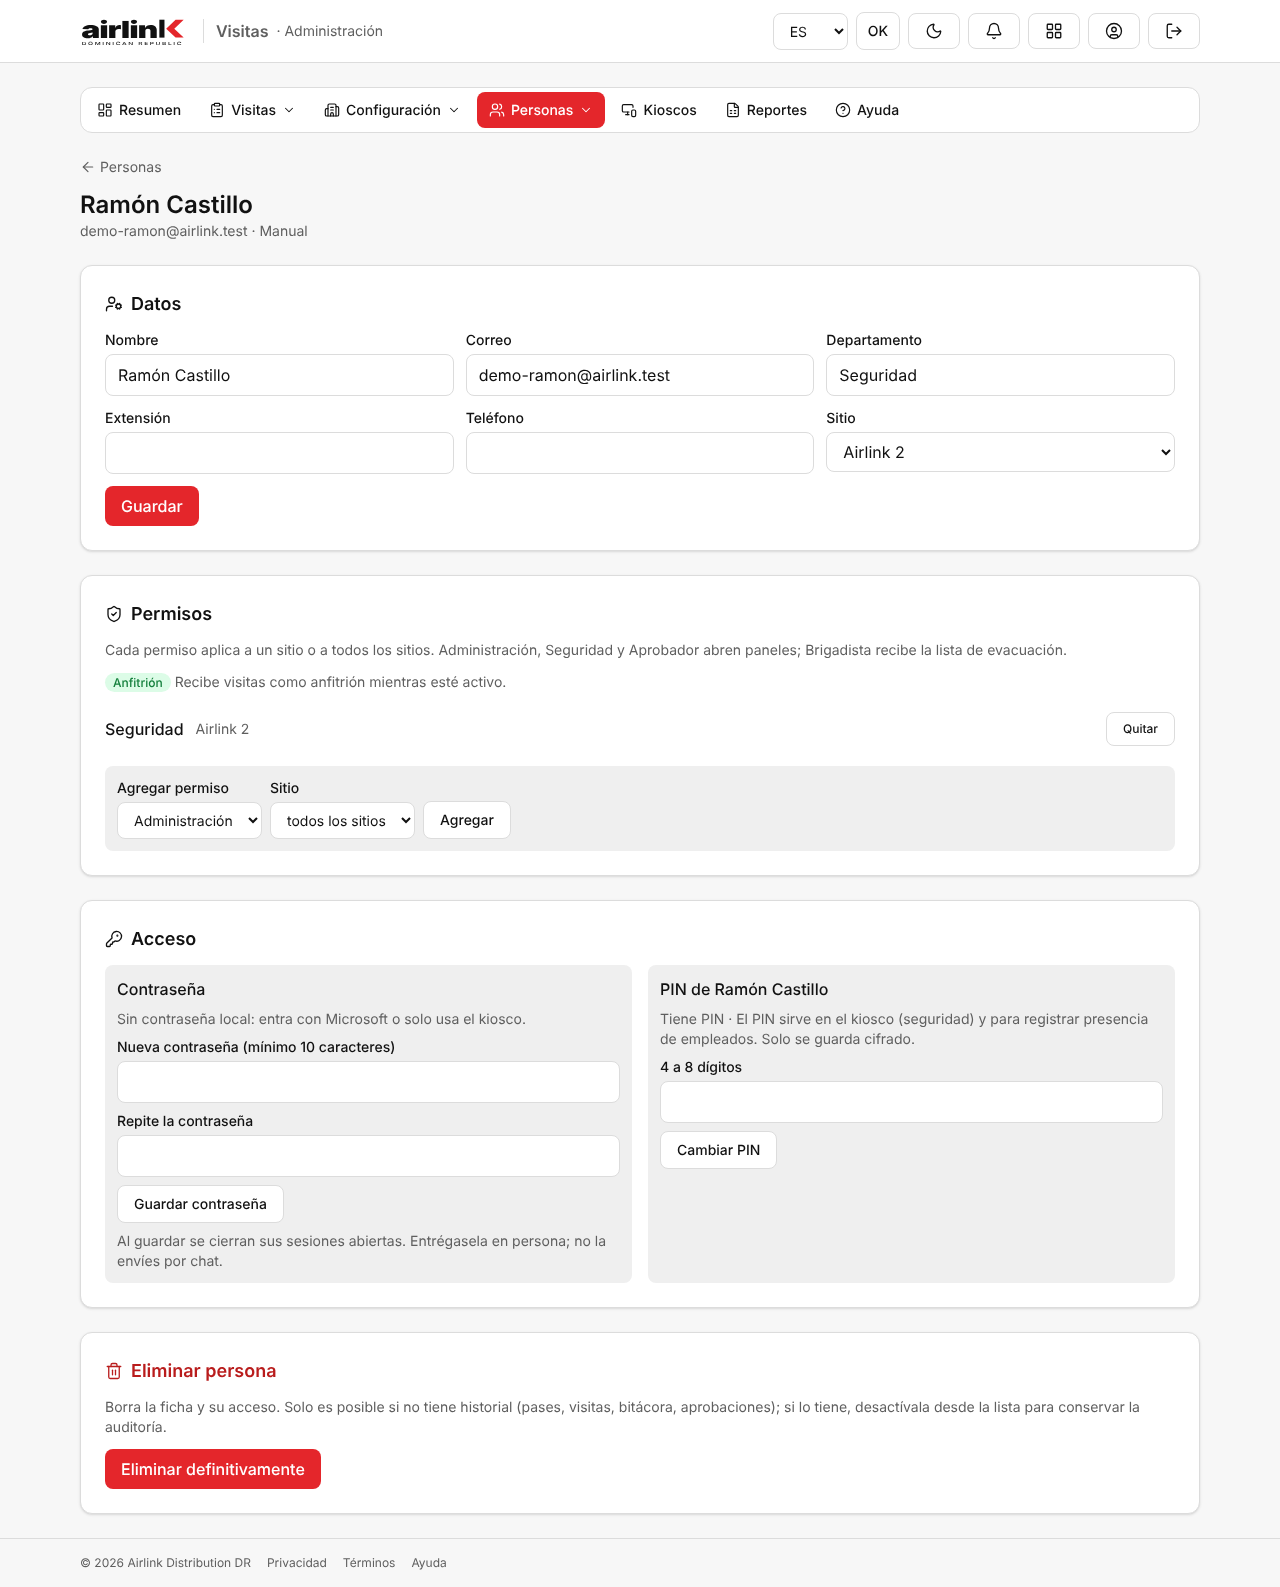 airlink
DOMINICAN REPUBLIC
Visitas · Administración
ES
OK
Resumen
Visitas
Configuración
Personas
Kioscos
Reportes
Ayuda
← Personas
Ramón Castillo
demo-ramon@airlink.test · Manual
Datos
Nombre
Correo
Departamento
Ramón Castillo
demo-ramon@airlink.test
Seguridad
Extensión
Teléfono
Sitio
Airlink 2
Guardar
Permisos
Cada permiso aplica a un sitio o a todos los sitios. Administración, Seguridad y Aprobador abren paneles; Brigadista recibe la lista de evacuación.
Anfitrión Recibe visitas como anfitrión mientras esté activo.
Seguridad Airlink 2
Quitar
Agregar permiso
Sitio
Administración
todos los sitios
Agregar
Acceso
Contraseña
Sin contraseña local: entra con Microsoft o solo usa el kiosco.
Nueva contraseña (mínimo 10 caracteres)
Repite la contraseña
Guardar contraseña
Al guardar se cierran sus sesiones abiertas. Entrégasela en persona; no la
envíes por chat.
PIN de Ramón Castillo
Tiene PIN · El PIN sirve en el kiosco (seguridad) y para registrar presencia
de empleados. Solo se guarda cifrado.
4 a 8 dígitos
Cambiar PIN
Eliminar persona
Borra la ficha y su acceso. Solo es posible si no tiene historial (pases, visitas, bitácora, aprobaciones); si lo tiene, desactívala desde la lista para conservar la
auditoría.
Eliminar definitivamente
© 2026 Airlink Distribution DR
Privacidad
Términos
Ayuda